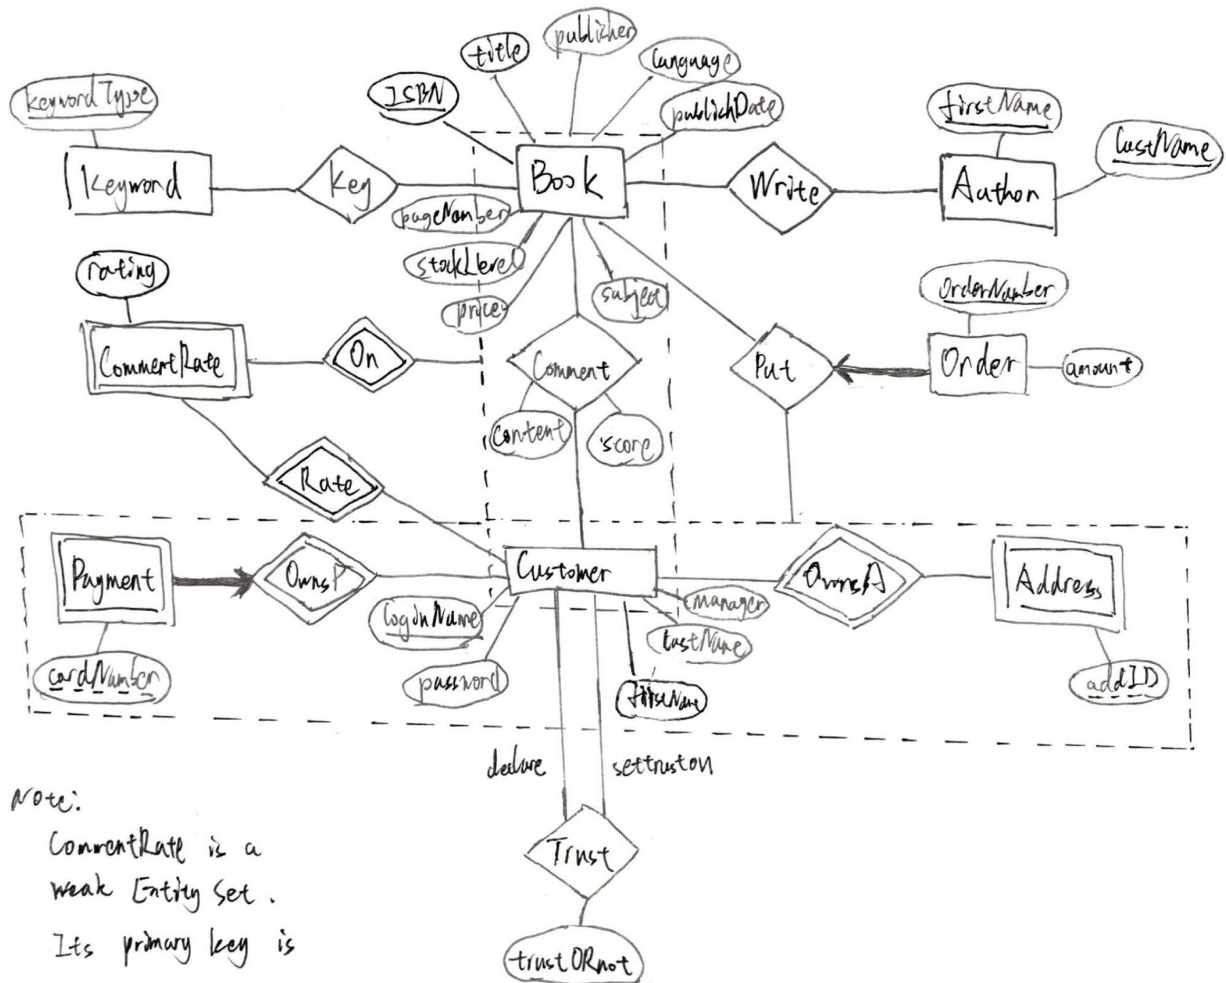 publisher
title
language
keywordType
ISBN
publishDate
firstName
lastName
Keyword
Key
Book
Write
Author
pageNumber
stockLevel
price
subject
rating
OrderNumber
CommentRate
On
Comment
Put
Order
amount
content
score
Rate
Payment
OwnsP
Customer
OwnsA
Address
loginName
manager
lastName
cardNumber
password
firstName
addID
declare
settruston
Note:
CommentRate is a
weak Entity Set.
Its primary key is
Trust
trustORnot